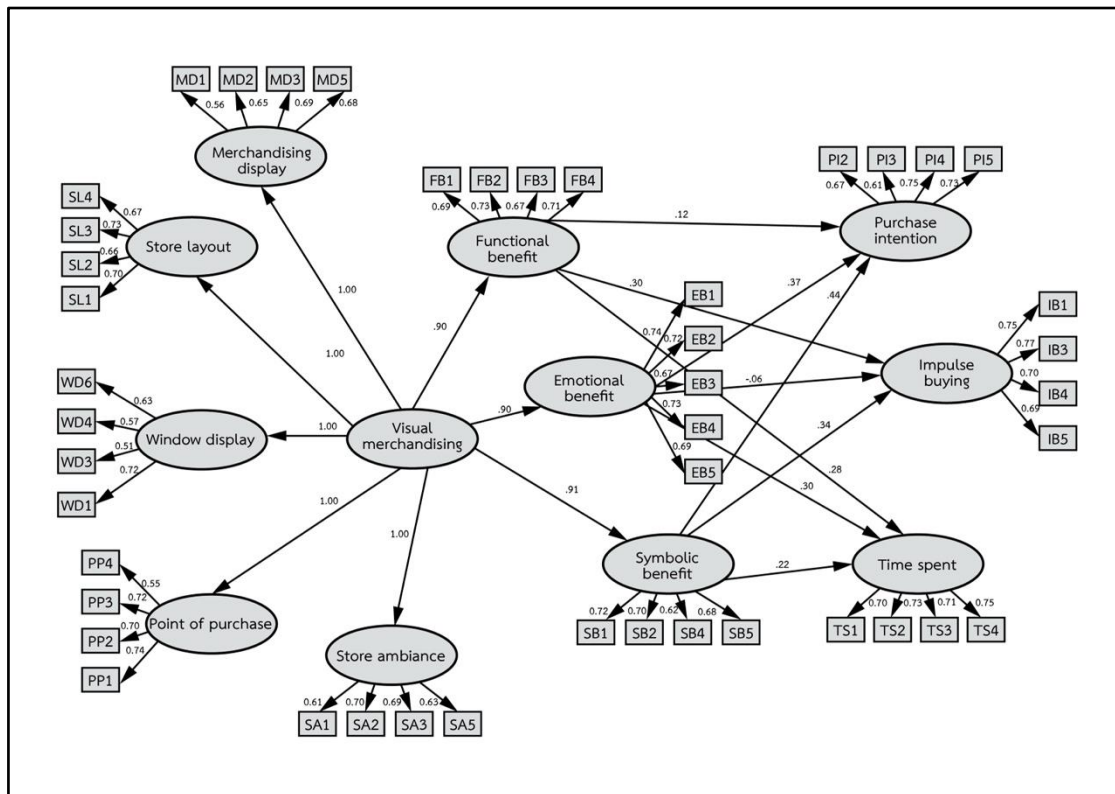 MD1 MD2 MD3 MD5
0.56 0.65 0.69 0.68
Merchandising
display
SL4
SL3
SL2
SL1
0.67
0.73
0.66
0.70
Store layout
WD6
WD4
WD3
WD1
0.63
0.57
0.51
0.72
Window display
PP4
PP3
PP2
PP1
0.55
0.72
0.70
0.74
Point of purchase
Store ambiance
0.61 0.70 0.69 0.63
SA1 SA2 SA3 SA5
Visual
merchandising
1.00
1.00
1.00
1.00
1.00
.90
.90
.91
FB1 FB2 FB3 FB4
0.69 0.73 0.67 0.71
Functional
benefit
.12
.30
.28
Emotional
benefit
EB1
EB2
EB3
EB4
EB5
0.74
0.72
0.67
0.73
0.69
.37
-.06
.30
Symbolic
benefit
0.72 0.70 0.62 0.68
SB1 SB2 SB4 SB5
.44
.34
.22
PI2 PI3 PI4 PI5
0.67 0.61 0.75 0.73
Purchase
intention
Impulse
buying
IB1
IB3
IB4
IB5
0.75
0.77
0.70
0.69
Time spent
0.70 0.73 0.71 0.75
TS1 TS2 TS3 TS4